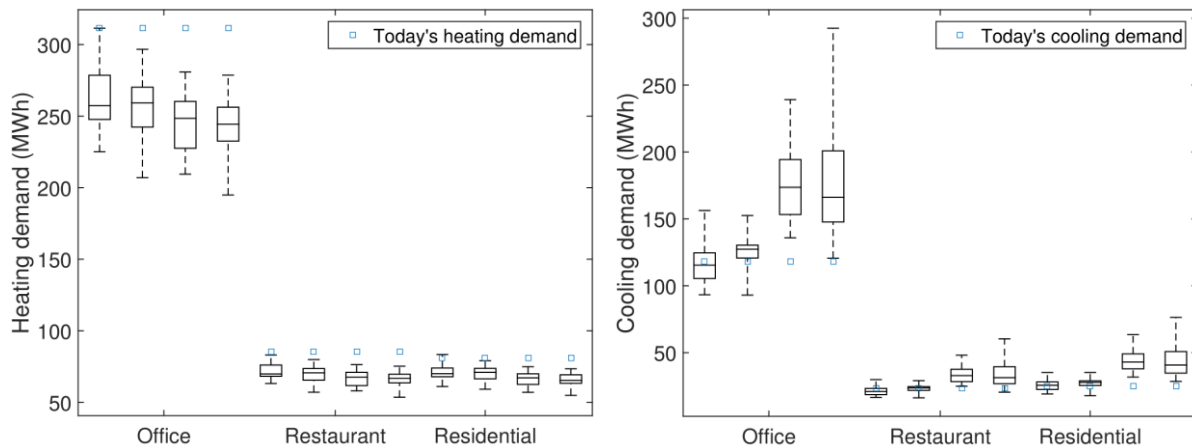 Heating demand (MWh)
300
250
200
150
100
50
Today's heating demand
Office
Restaurant
Residential
Cooling demand (MWh)
300
250
200
150
100
50
Today's cooling demand
Office
Restaurant
Residential